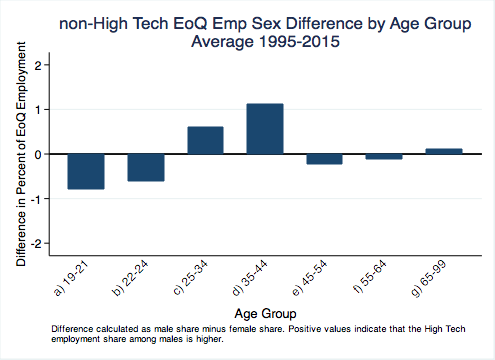 non-High Tech EoQ Emp Sex Difference by Age Group
Average 1995-2015
Difference in Percent of EoQ Employment
2
1
0
-1
-2
a) 19-21
b) 22-24
c) 25-34
d) 35-44
e) 45-54
f) 55-64
g) 65-99
Age Group
Difference calculated as male share minus female share. Positive values indicate that the High Tech
employment share among males is higher.